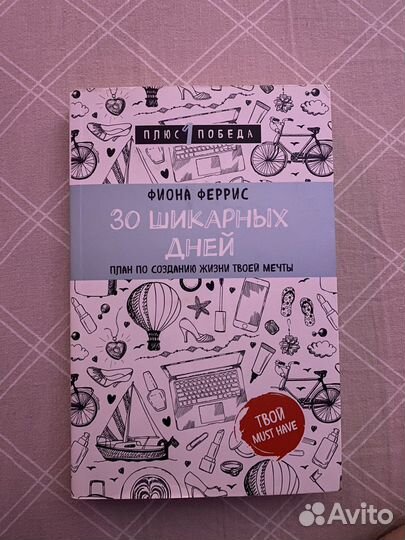 ПЛЮС 1 ПОБЕДА
ФИОНА ФЕРРИС
30 ШИКАРНЫХ
ДНЕЙ
ПЛАН ПО СОЗДАНИЮ ЖИЗНИ ТВОЕЙ МЕЧТЫ
ТВОЙ
MUST HAVE
Avito